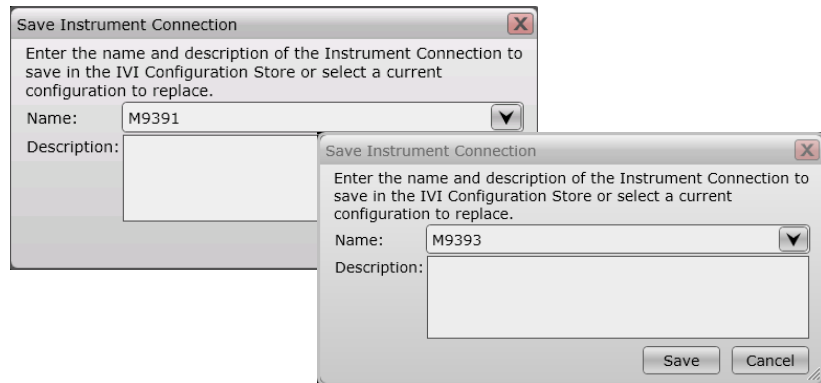 Save Instrument Connection
X
Enter the name and description of the Instrument Connection to
save in the IVI Configuration Store or select a current
configuration to replace.
Name: M9391
Description:
Save Instrument Connection
X
Enter the name and description of the Instrument Connection to
save in the IVI Configuration Store or select a current
configuration to replace.
Name: M9393
Description:
Save Cancel